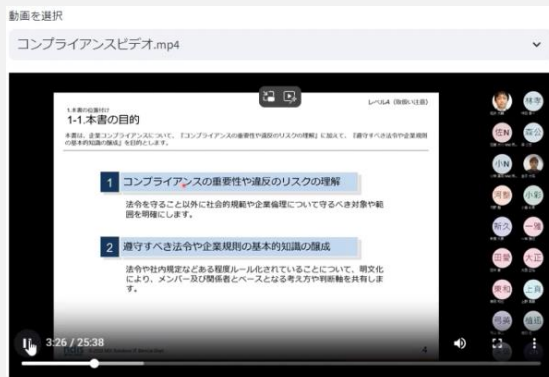 動画を選択
コンプライアンスビデオ.mp4
1.本書の位置付け
レベルA（取扱い注意）
1-1.本書の目的
本書は、企業コンプライアンスについて、『コンプライアンスの重要性や違反のリスクの理解』に加えて、『遵守すべき法令や企業規則
の基本的知識の醸成』を目的とします。
1 コンプライアンスの重要性や違反のリスクの理解
法令を守ること以外に社会的規範や企業倫理について守るべき対象や範
囲を明確にします。
2 遵守すべき法令や企業規則の基本的知識の醸成
法令や社内規定などある程度ルール化されていることについて、明文化
により、メンバー及び関係者とベースとなる考え方や判断軸を共有しま
す。
林孝
佐N
森公
小N
河塾
小彩
新久
一雅
田愛
大正
東和
上真
弓勇
3:26 / 25:38
4